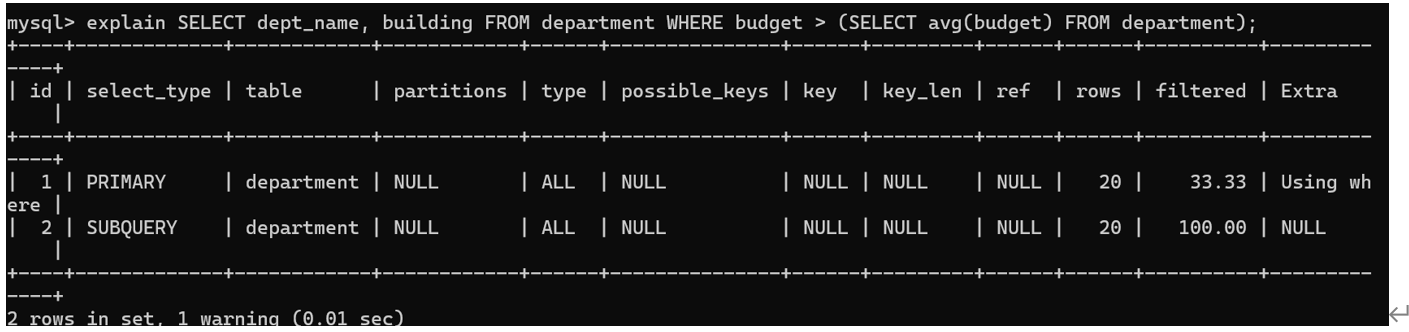 mysql> explain SELECT dept_name, building FROM department WHERE budget > (SELECT avg(budget) FROM department);
+----+-------------+------------+------------+------+---------------+------+---------+------+------+----------+---------
----+
| id | select_type | table      | partitions | type | possible_keys | key  | key_len | ref  | rows | filtered | Extra
    |
+----+-------------+------------+------------+------+---------------+------+---------+------+------+----------+---------
----+
|  1 | PRIMARY     | department | NULL       | ALL  | NULL          | NULL | NULL    | NULL |   20 |    33.33 | Using wh
ere |
|  2 | SUBQUERY    | department | NULL       | ALL  | NULL          | NULL | NULL    | NULL |   20 |   100.00 | NULL
    |
+----+-------------+------------+------------+------+---------------+------+---------+------+------+----------+---------
----+
2 rows in set, 1 warning (0.01 sec)